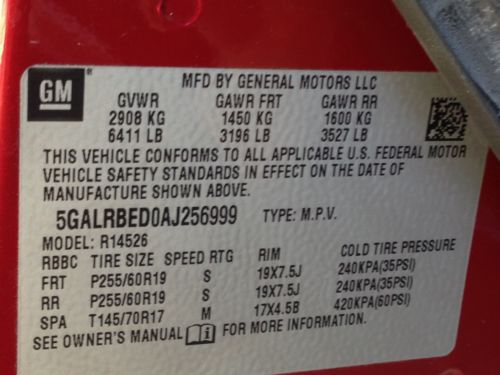 MFD BY GENERAL MOTORS LLC
GM
GVWR GAWR FRT GAWR RR
2908 KG 1450 KG 1600 KG
6411 LB 3196 LB 3527 LB
THIS VEHICLE CONFORMS TO ALL APPLICABLE U.S. FEDERAL MOTOR
VEHICLE SAFETY STANDARDS IN EFFECT ON THE DATE OF
MANUFACTURE SHOWN ABOVE.
5GALRBED0AJ256999 TYPE: M.P.V.
MODEL: R14526
RBBC TIRE SIZE SPEED RTG RIM COLD TIRE PRESSURE
FRT P255/60R19 S 19X7.5J 240KPA(35PSI)
RR P255/60R19 S 19X7.5J 240KPA(35PSI)
SPA T145/70R17 M 17X4.5B 420KPA(60PSI)
SEE OWNER'S MANUAL FOR MORE INFORMATION.